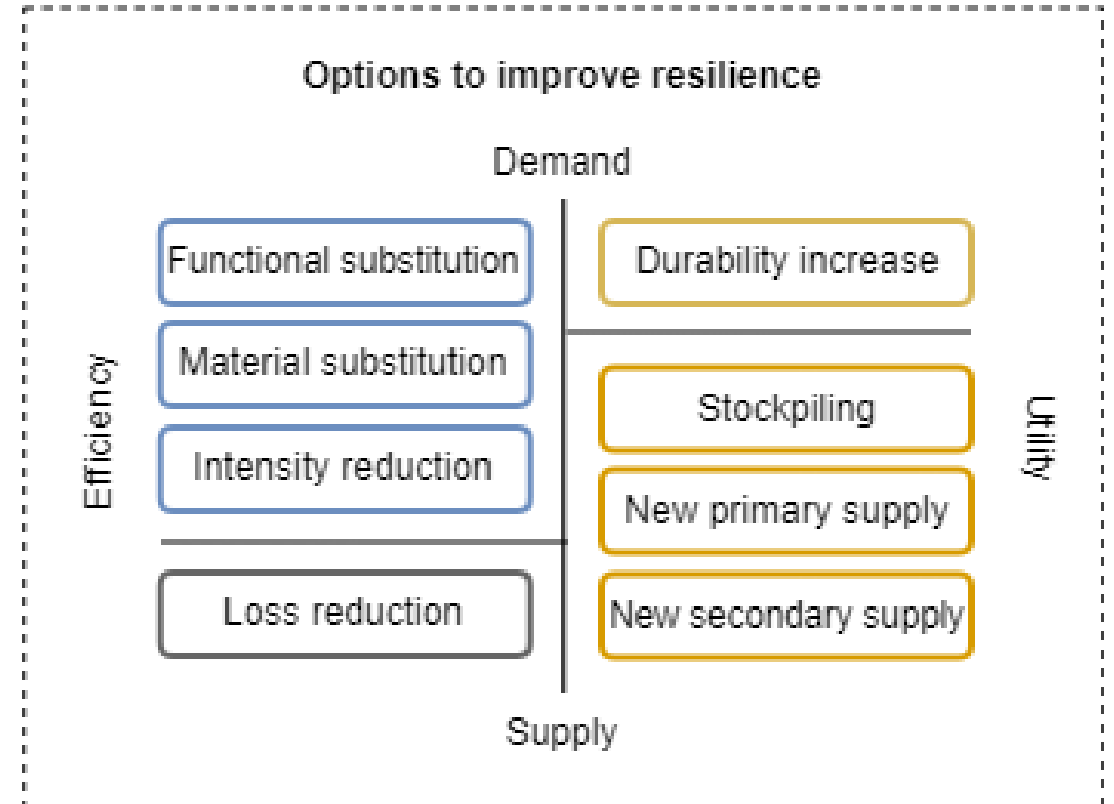 Options to improve resilience
Demand
Functional substitution
Durability increase
Material substitution
Stockpiling
Intensity reduction
New primary supply
Loss reduction
New secondary supply
Efficiency
Utility
Supply